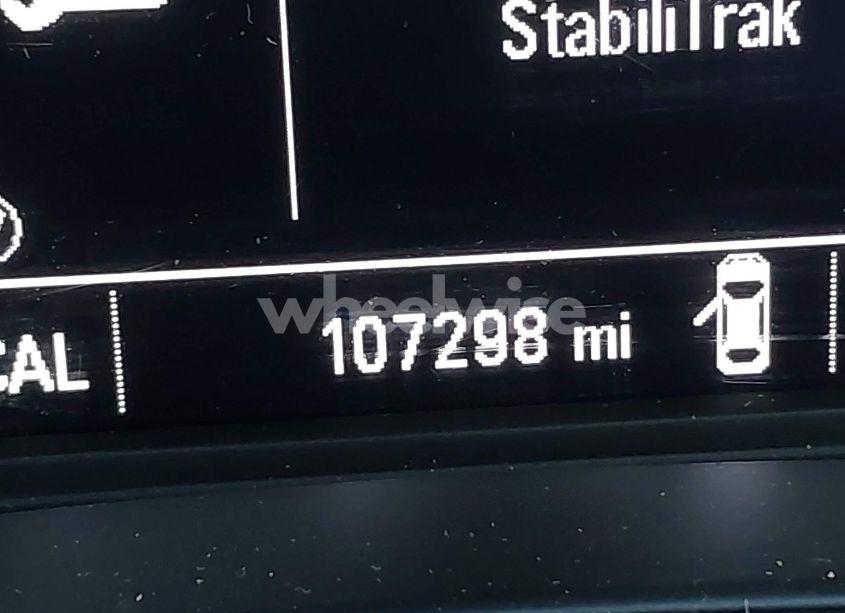 StabiliTrak
wheelwise
CAL
107298 mi